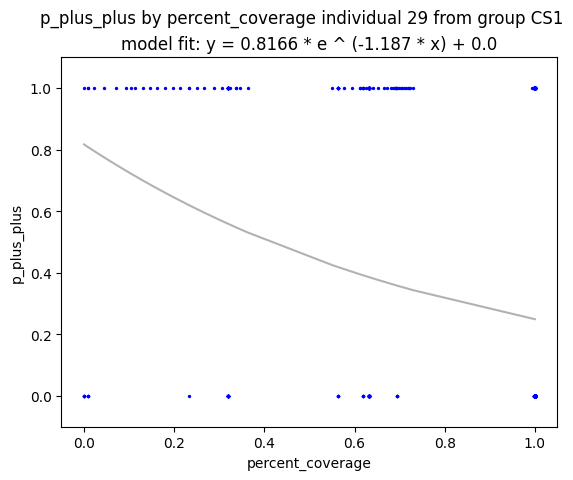 p_plus_plus by percent_coverage individual 29 from group CS1
model fit: y = 0.8166 * e ^ (-1.187 * x) + 0.0
1.0
0.8
0.6
0.4
0.2
0.0
p_plus_plus
0.0 0.2 0.4 0.6 0.8 1.0
percent_coverage